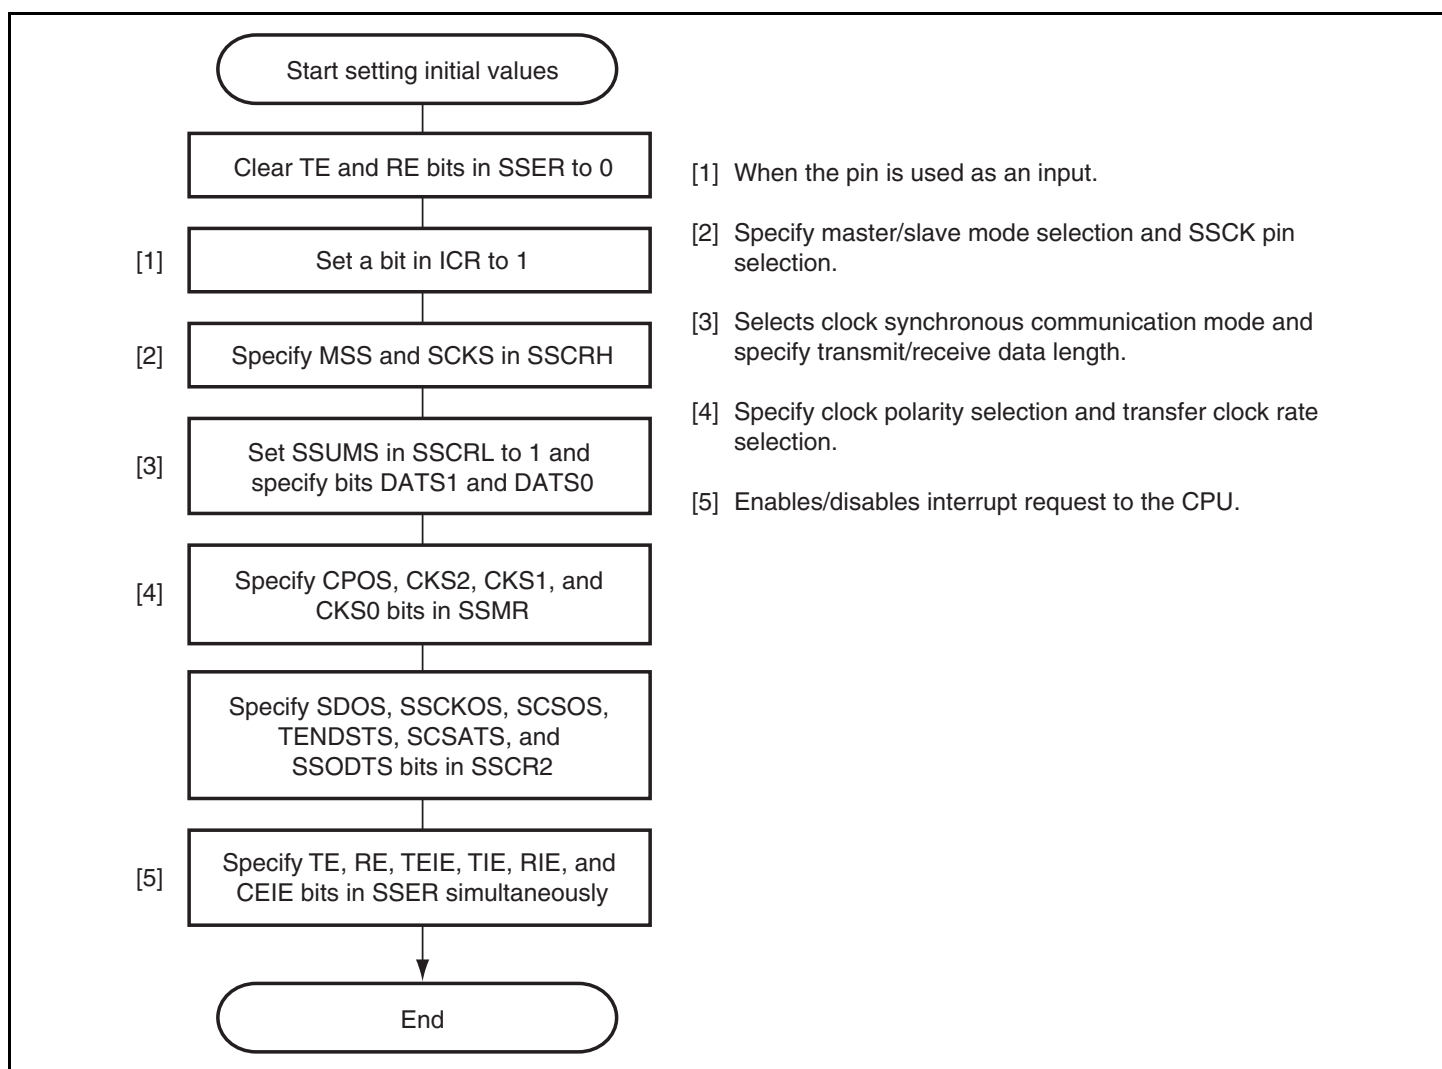 Start setting initial values
Clear TE and RE bits in SSER to 0
[1]
Set a bit in ICR to 1
[2]
Specify MSS and SCKS in SSCRH
[3]
Set SSUMS in SSCRL to 1 and
specify bits DATS1 and DATS0
[4]
Specify CPOS, CKS2, CKS1, and
CKS0 bits in SSMR
Specify SDOS, SSCKOS, SCSOS,
TENDSTS, SCSATS, and
SSODTS bits in SSCR2
[5]
Specify TE, RE, TEIE, TIE, RIE, and
CEIE bits in SSER simultaneously
End
[1] When the pin is used as an input.
[2] Specify master/slave mode selection and SSCK pin
selection.
[3] Selects clock synchronous communication mode and
specify transmit/receive data length.
[4] Specify clock polarity selection and transfer clock rate
selection.
[5] Enables/disables interrupt request to the CPU.